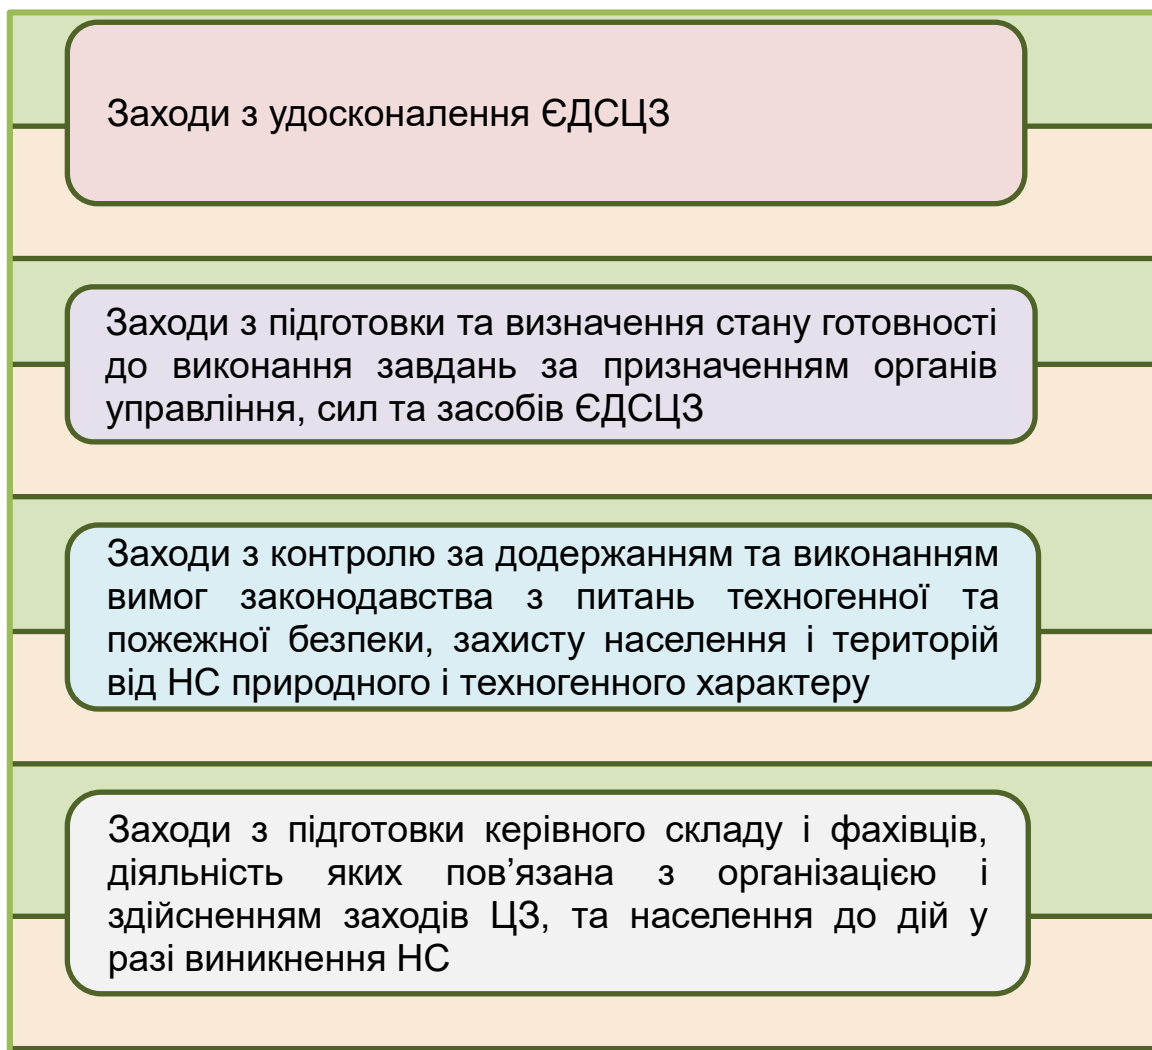 Заходи з удосконалення ЄДСЦЗ
Заходи з підготовки та визначення стану готовності
до виконання завдань за призначенням органів
управління, сил та засобів ЄДСЦЗ
Заходи з контролю за додержанням та виконанням
вимог законодавства з питань техногенної та
пожежної безпеки, захисту населення і територій
від НС природного і техногенного характеру
Заходи з підготовки керівного складу і фахівців,
діяльність яких пов’язана з організацією і
здійсненням заходів ЦЗ, та населення до дій у
разі виникнення НС